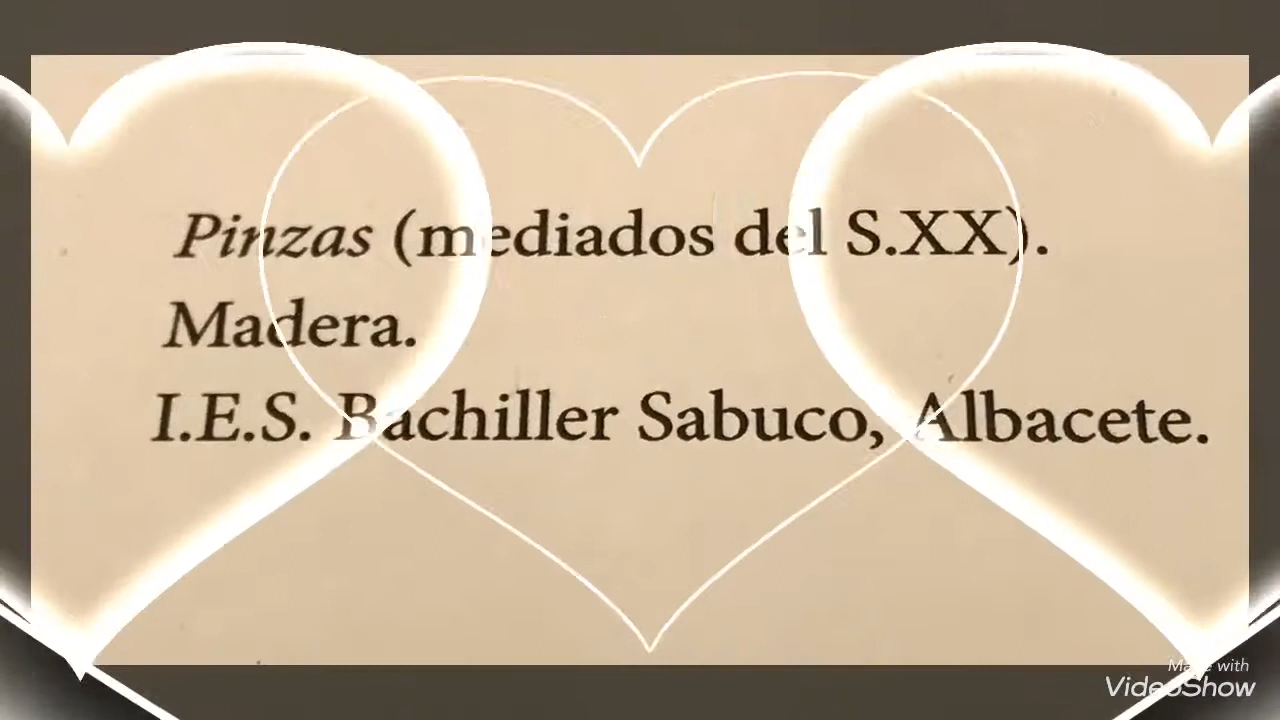 Pinzas (mediados del S.XX).
Madera.
I.E.S. Bachiller Sabuco, Albacete.
Made with
VideoShow